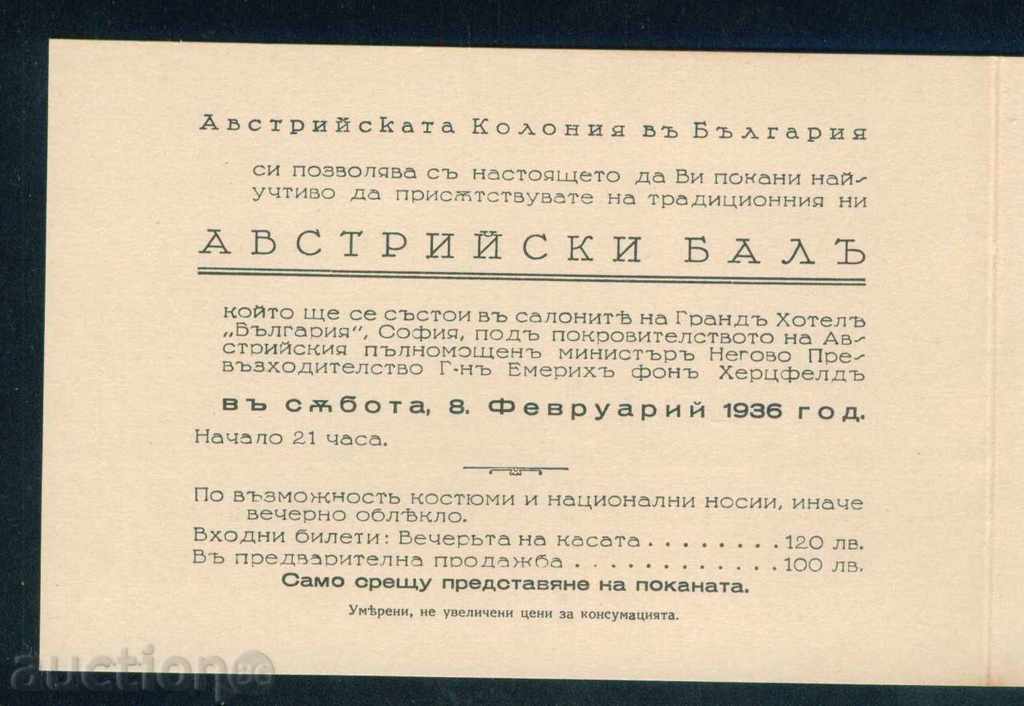 Австрийската Колония въ България
си позволява съ настоящето да Ви покани най-
учтиво да присѫтствувате на традиционния ни
АВСТРИЙСКИ БАЛЪ
който ще се състои въ салонитѣ на Грандъ Хотелъ
„България", София, подъ покровителството на Ав-
стрийския пълномощенъ министъръ Негово Пре-
възходителство Г-нъ Емерихъ фонъ Херцфелдъ
въ сѫбота, 8. Февруарий 1936 год.
Начало 21 часа.
По възможность костюми и национални носии, иначе
вечерно облѣкло.
Входни билети: Вечерьта на касата . . . . . . . . 120 лв.
Въ предварителна продажба . . . . . . . . . . . . 100 лв.
Само срещу представяне на поканата.
Умѣрени, не увеличени цени за консумацията.
auction.bg